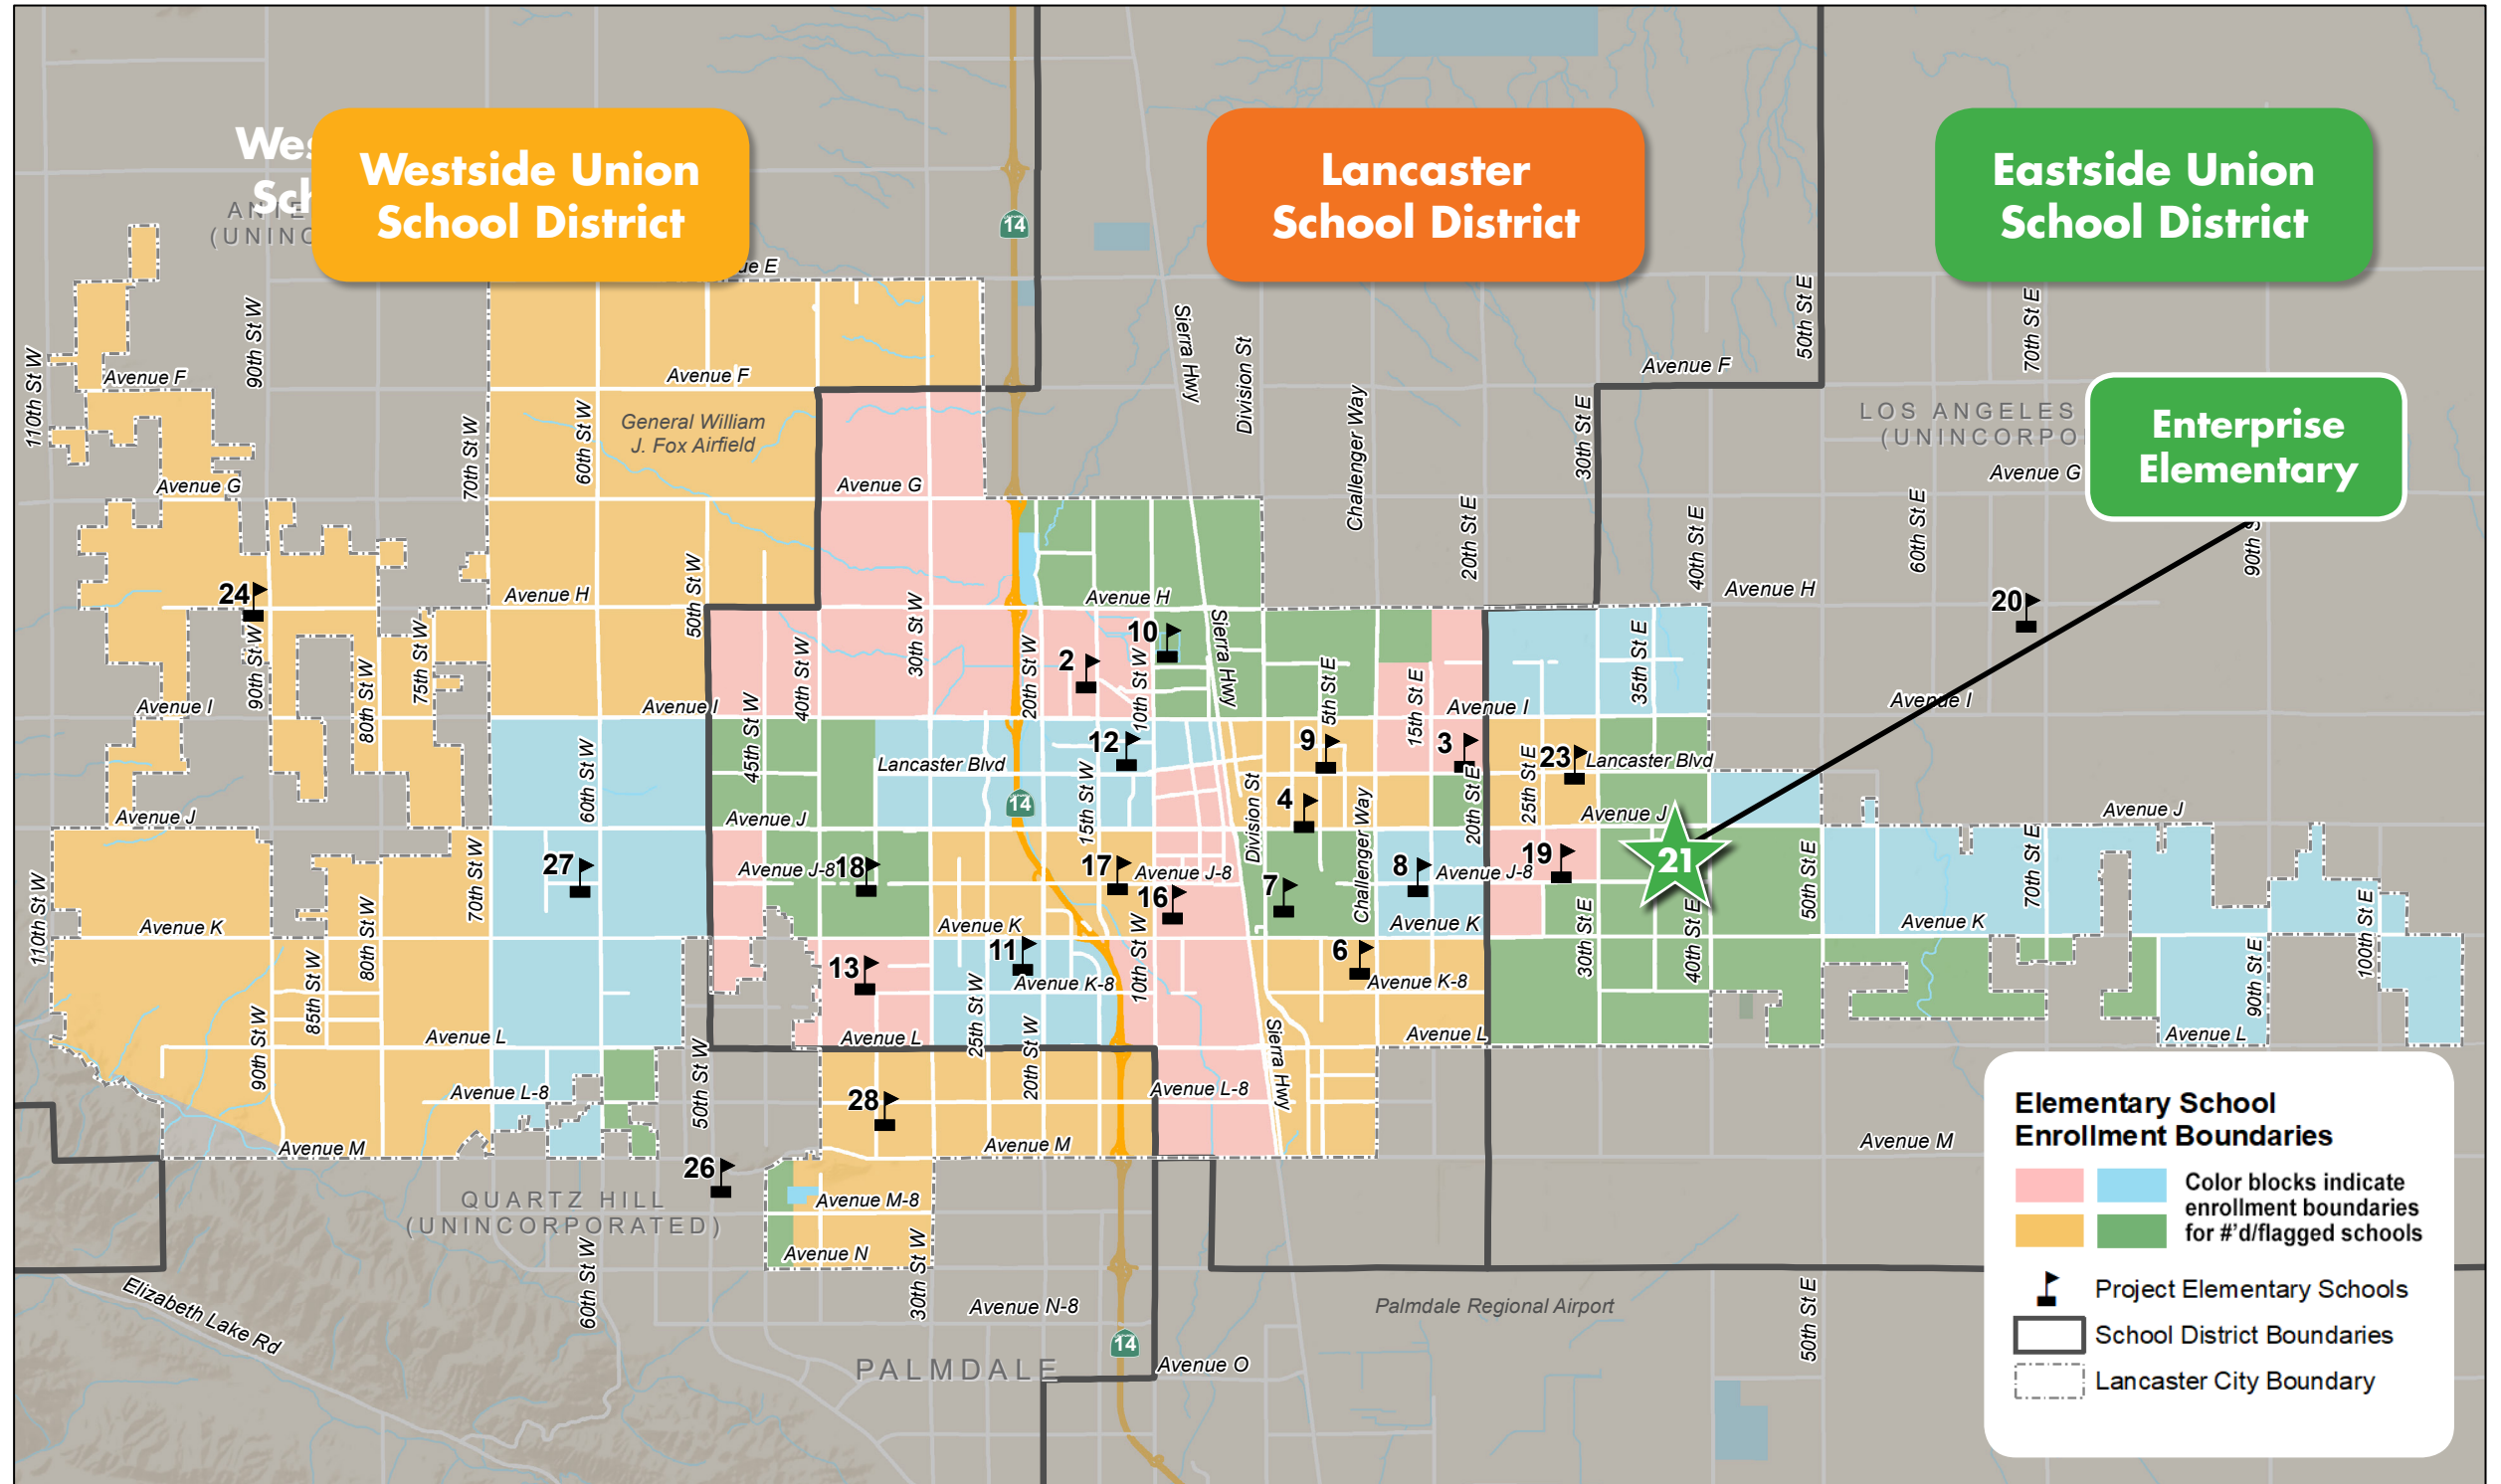 Wes
Sch
Westside Union
School District
Lancaster
School District
Eastside Union
School District
Enterprise
Elementary
(UNINC
ue E
14
110th St W
Avenue F
90th St W
70th St W
60th St W
Avenue F
General William
J. Fox Airfield
Sierra Hwy
Division St
Challenger Way
20th St E
30th St E
Avenue F
50th St E
70th St E
LOS ANGELES
(UNINCORPO
Avenue G
Avenue G
Avenue G
40th St E
60th St E
90th S
24
Avenue H
50th St W
30th St W
Avenue H
Avenue H
20
90th St W
80th St W
75th St W
40th St W
20th St W
2
10th St W
10
Sierra Hwy
5th St E
15th St E
35th St E
Avenue I
Avenue I
Avenue I
Avenue I
60th St W
45th St W
Lancaster Blvd
12
9
3
23
Lancaster Blvd
14
15th St W
Division St
4
Challenger Way
20th St E
25th St E
Avenue J
Avenue J
Avenue J
Avenue J
110th St W
70th St W
27
Avenue J-8
18
17
Avenue J-8
16
7
8
Avenue J-8
19
21
50th St E
70th St E
Avenue K
80th St W
Avenue K
10th St W
Avenue K
30th St E
40th St E
Avenue K
100th St E
90th St W
85th St W
13
11
25th St W
Avenue K-8
6
Avenue K-8
90th St E
Avenue L
Avenue L
20th St W
Sierra Hwy
Avenue L
Avenue L
50th St W
Avenue L-8
28
Avenue L-8
Avenue M
Avenue M
Avenue M
26
QUARTZ HILL
(UNINCORPORATED)
Avenue M-8
Avenue N
60th St W
30th St W
Elizabeth Lake Rd
Avenue N-8
Palmdale Regional Airport
50th St E
14
PALMDALE
Avenue O
Elementary School
Enrollment Boundaries
Color blocks indicate
enrollment boundaries
for #'d/flagged schools
Project Elementary Schools
School District Boundaries
Lancaster City Boundary